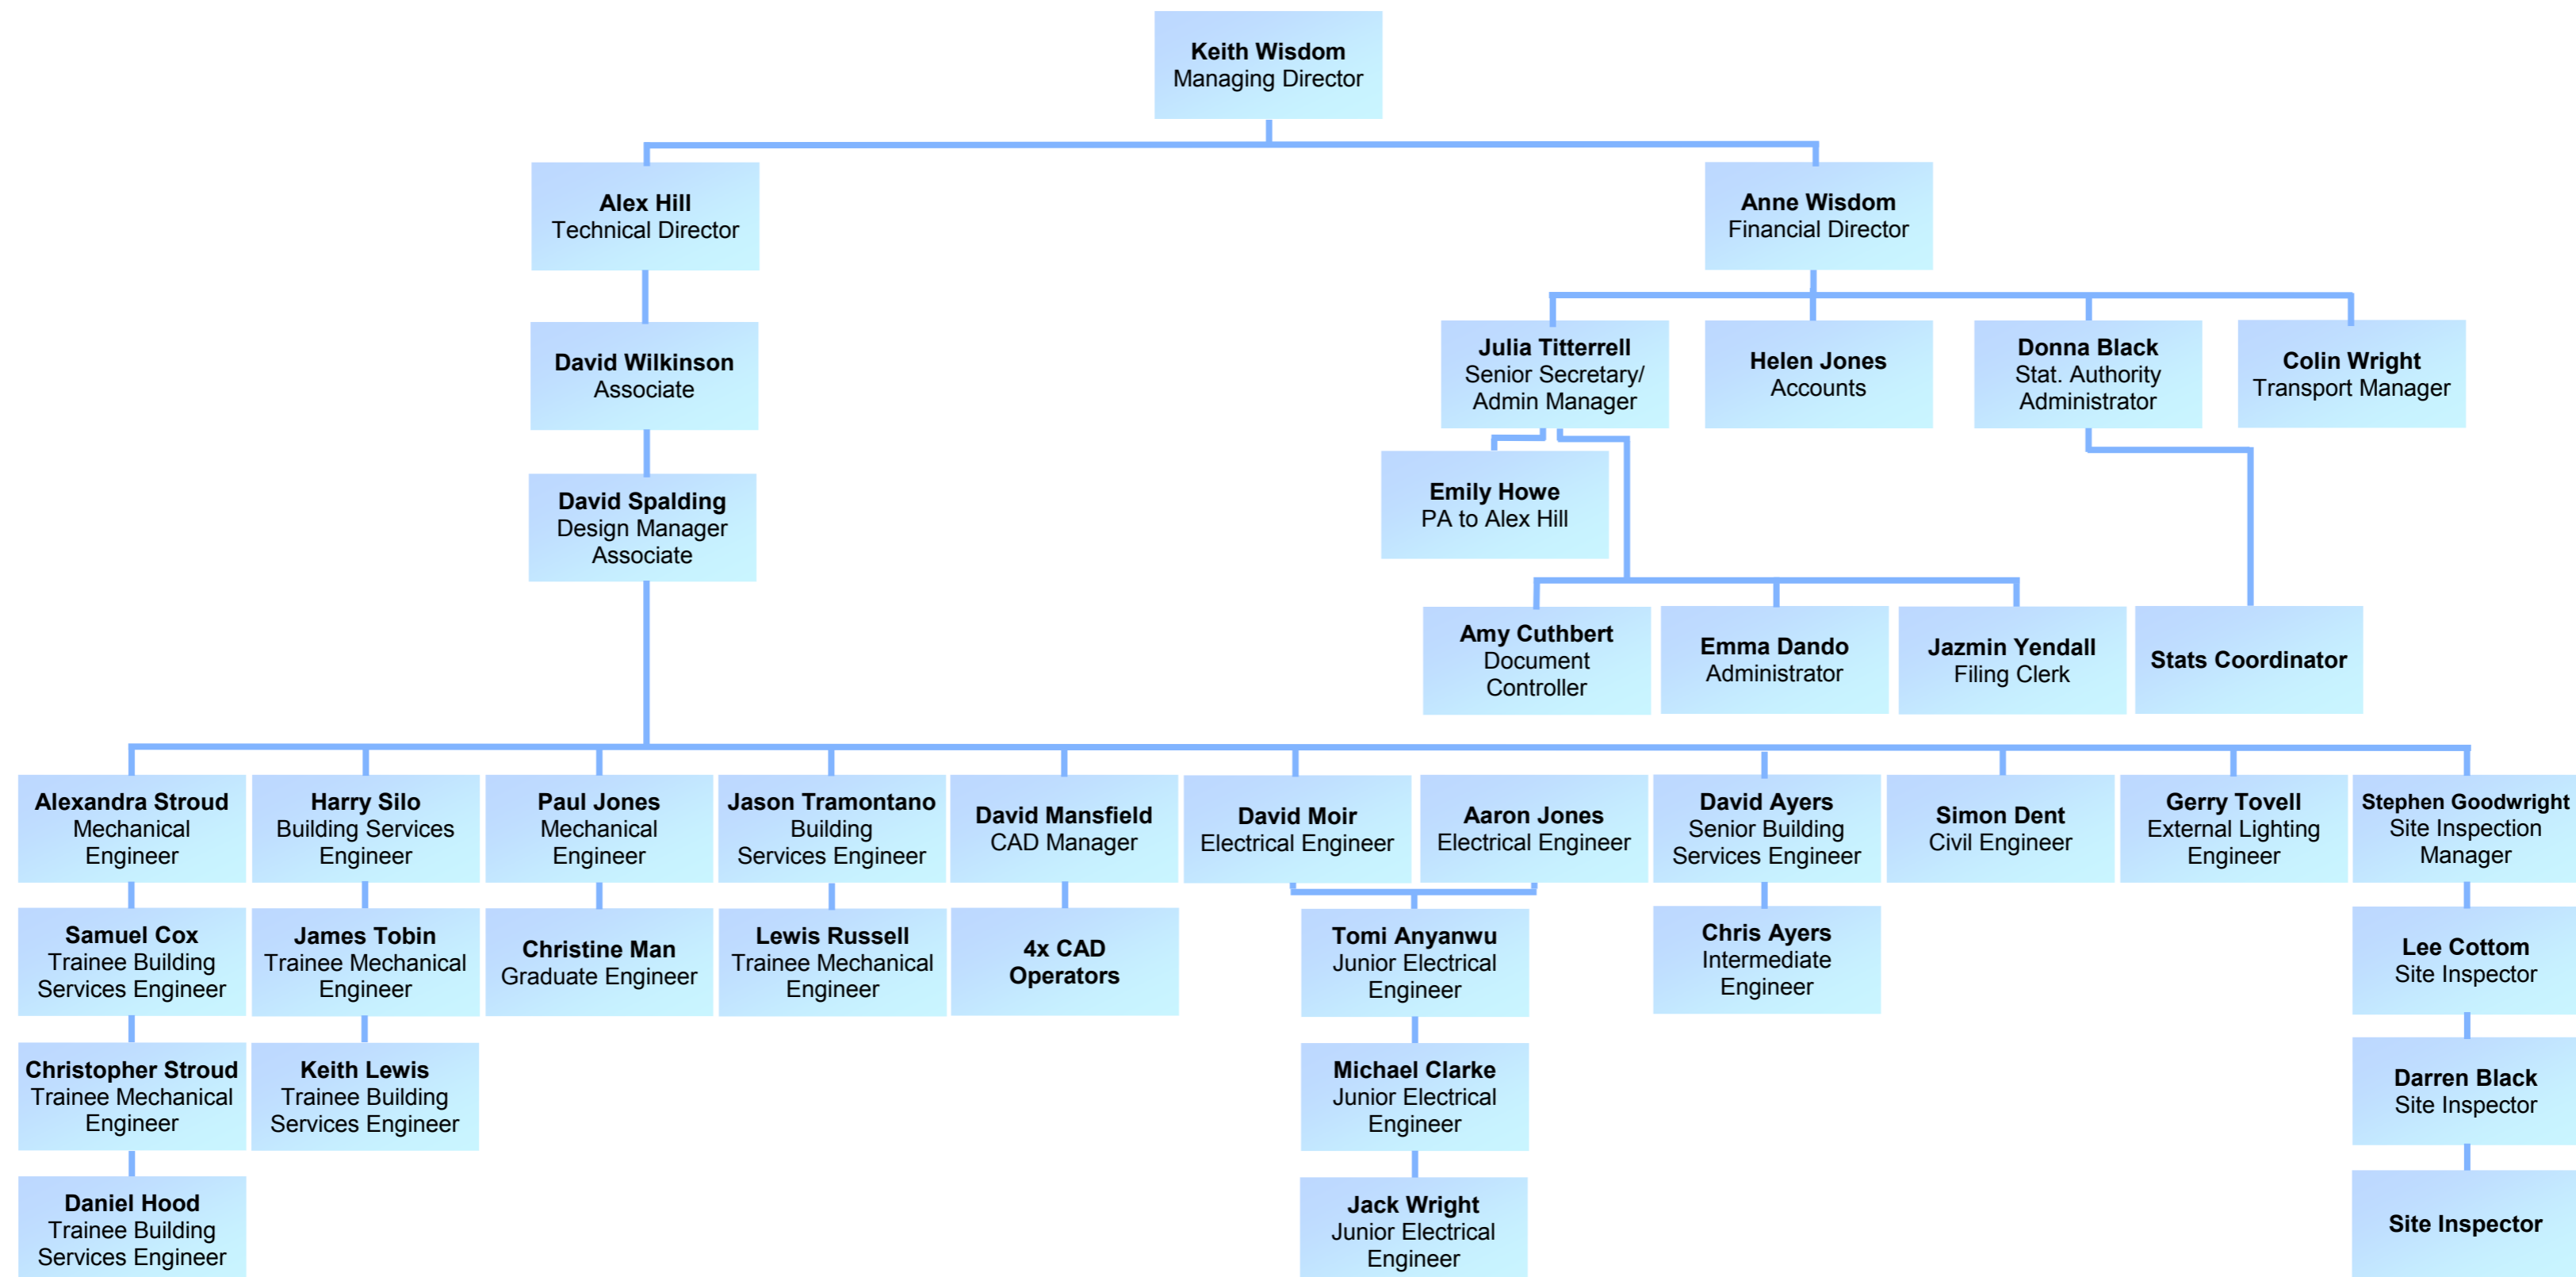 Keith Wisdom
Managing Director
Alex Hill
Technical Director
Anne Wisdom
Financial Director
David Wilkinson
Associate
Julia Titterrell
Senior Secretary/
Admin Manager
Helen Jones
Accounts
Donna Black
Stat. Authority
Administrator
Colin Wright
Transport Manager
David Spalding
Design Manager
Associate
Emily Howe
PA to Alex Hill
Amy Cuthbert
Document
Controller
Emma Dando
Administrator
Jazmin Yendall
Filing Clerk
Stats Coordinator
Alexandra Stroud
Mechanical
Engineer
Harry Silo
Building Services
Engineer
Paul Jones
Mechanical
Engineer
Jason Tramontano
Building
Services Engineer
David Mansfield
CAD Manager
David Moir
Electrical Engineer
Aaron Jones
Electrical Engineer
David Ayers
Senior Building
Services Engineer
Simon Dent
Civil Engineer
Gerry Tovell
External Lighting
Engineer
Stephen Goodwright
Site Inspection
Manager
Samuel Cox
Trainee Building
Services Engineer
James Tobin
Trainee Mechanical
Engineer
Christine Man
Graduate Engineer
Lewis Russell
Trainee Mechanical
Engineer
4x CAD
Operators
Tomi Anyanwu
Junior Electrical
Engineer
Chris Ayers
Intermediate
Engineer
Lee Cottom
Site Inspector
Christopher Stroud
Trainee Mechanical
Engineer
Keith Lewis
Trainee Building
Services Engineer
Michael Clarke
Junior Electrical
Engineer
Darren Black
Site Inspector
Daniel Hood
Trainee Building
Services Engineer
Jack Wright
Junior Electrical
Engineer
Site Inspector